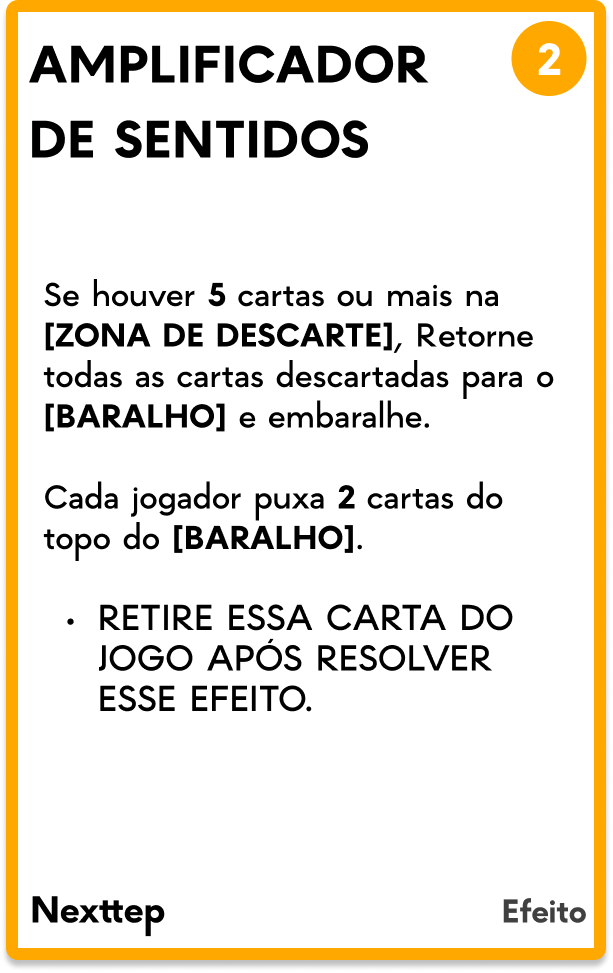 AMPLIFICADOR
2
DE SENTIDOS
Se houver 5 cartas ou mais na
[ZONA DE DESCARTE], Retorne
todas as cartas descartadas para o
[BARALHO] e embaralhe.
Cada jogador puxa 2 cartas do
topo do [BARALHO].
• RETIRE ESSA CARTA DO
JOGO APÓS RESOLVER
ESSE EFEITO.
Nexttep
Efeito